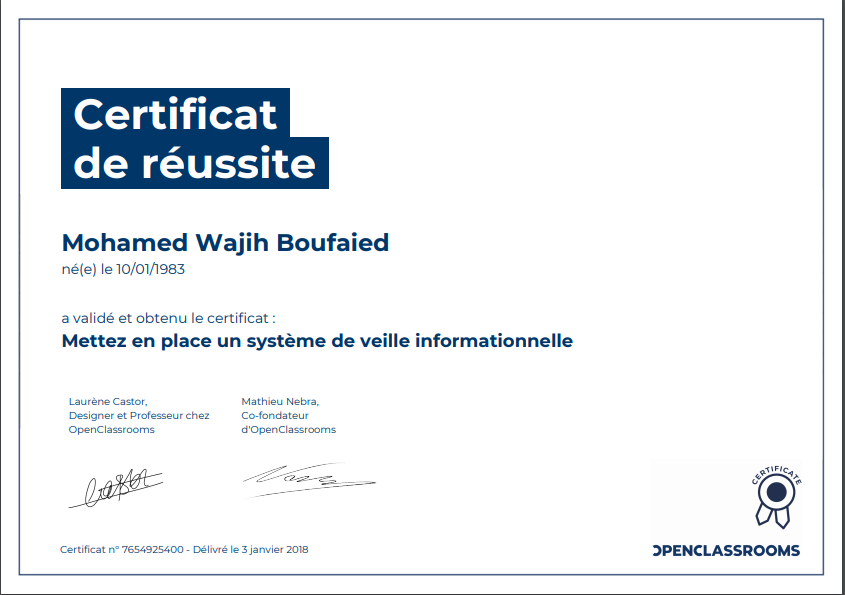 Certificat
de réussite
Mohamed Wajih Boufaied
né(e) le 10/01/1983
a validé et obtenu le certificat :
Mettez en place un système de veille informationnelle
Laurène Castor,
Designer et Professeur chez
OpenClassrooms
Mathieu Nebra,
Co-fondateur
d'OpenClassrooms
CERTIFICATE
OPENCLASSROOMS
Certificat n° 7654925400 - Délivré le 3 janvier 2018